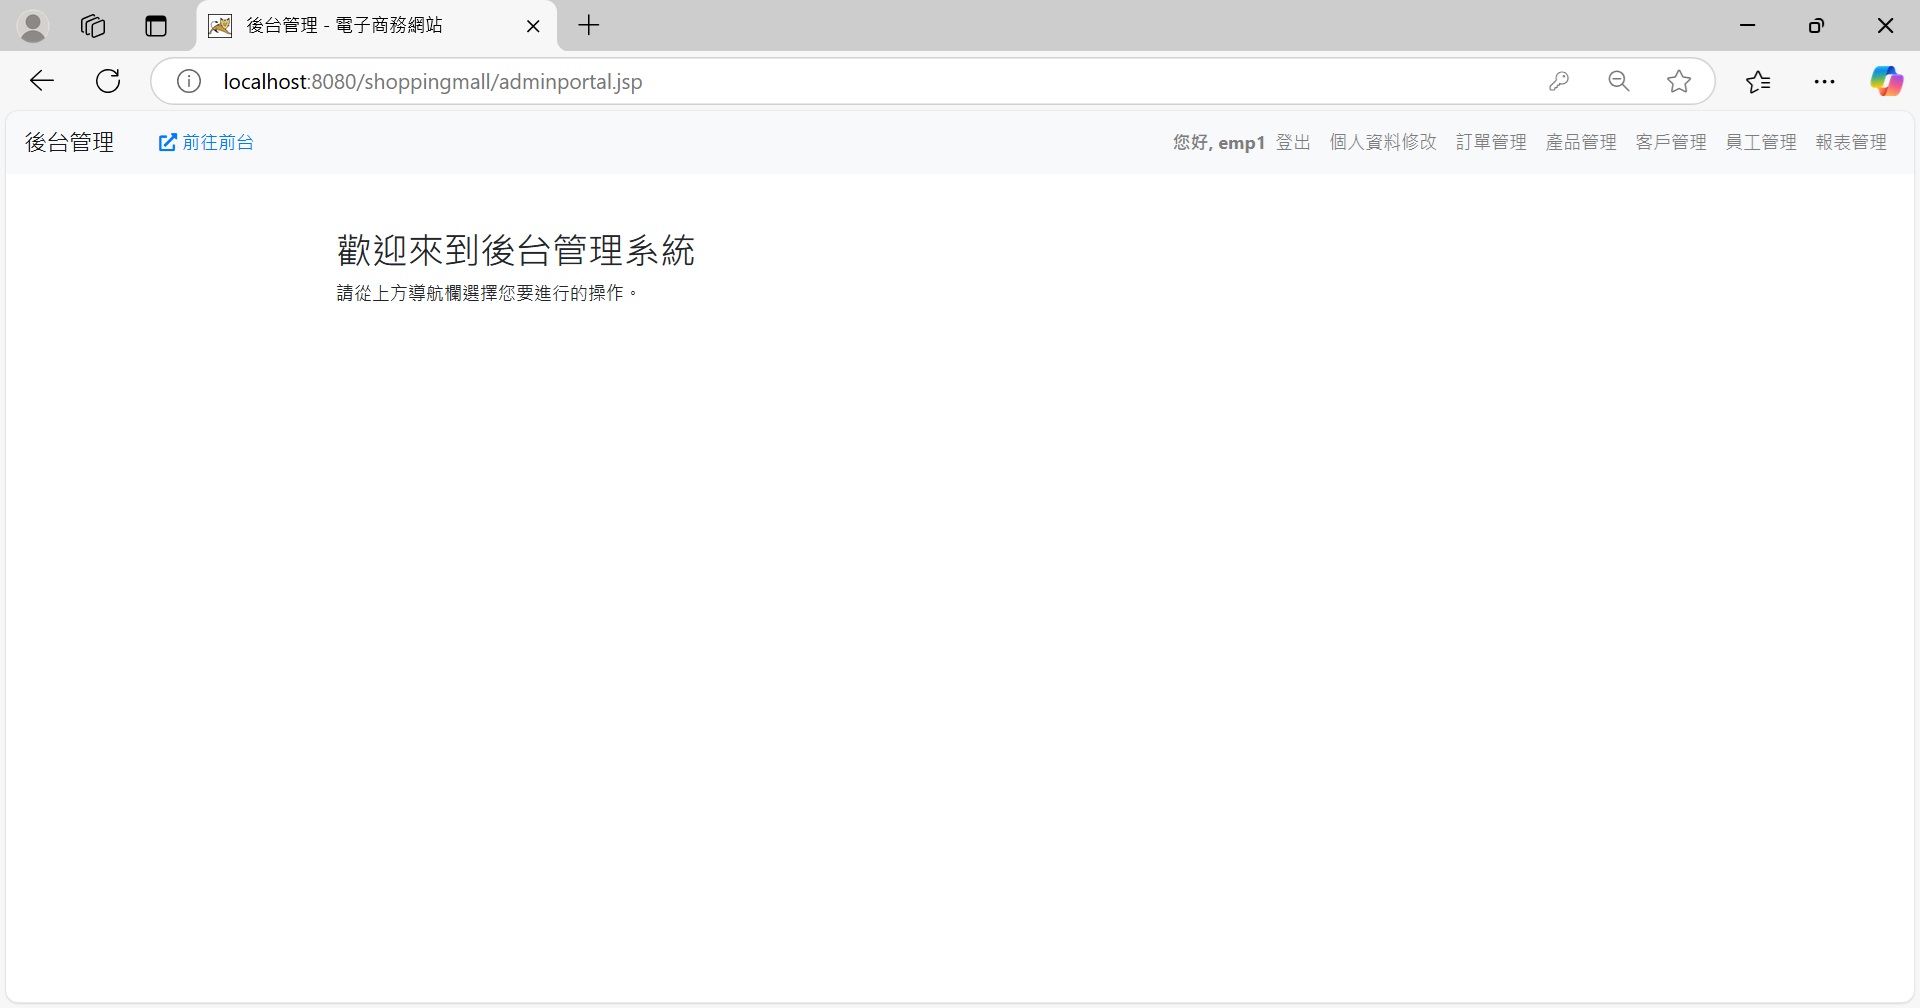 後台管理 - 電子商務網站
localhost:8080/shoppingmall/adminportal.jsp
後台管理 前往前台 您好, emp1 登出 個人資料修改 訂單管理 產品管理 客戶管理 員工管理 報表管理
歡迎來到後台管理系統
請從上方導航欄選擇您要進行的操作。